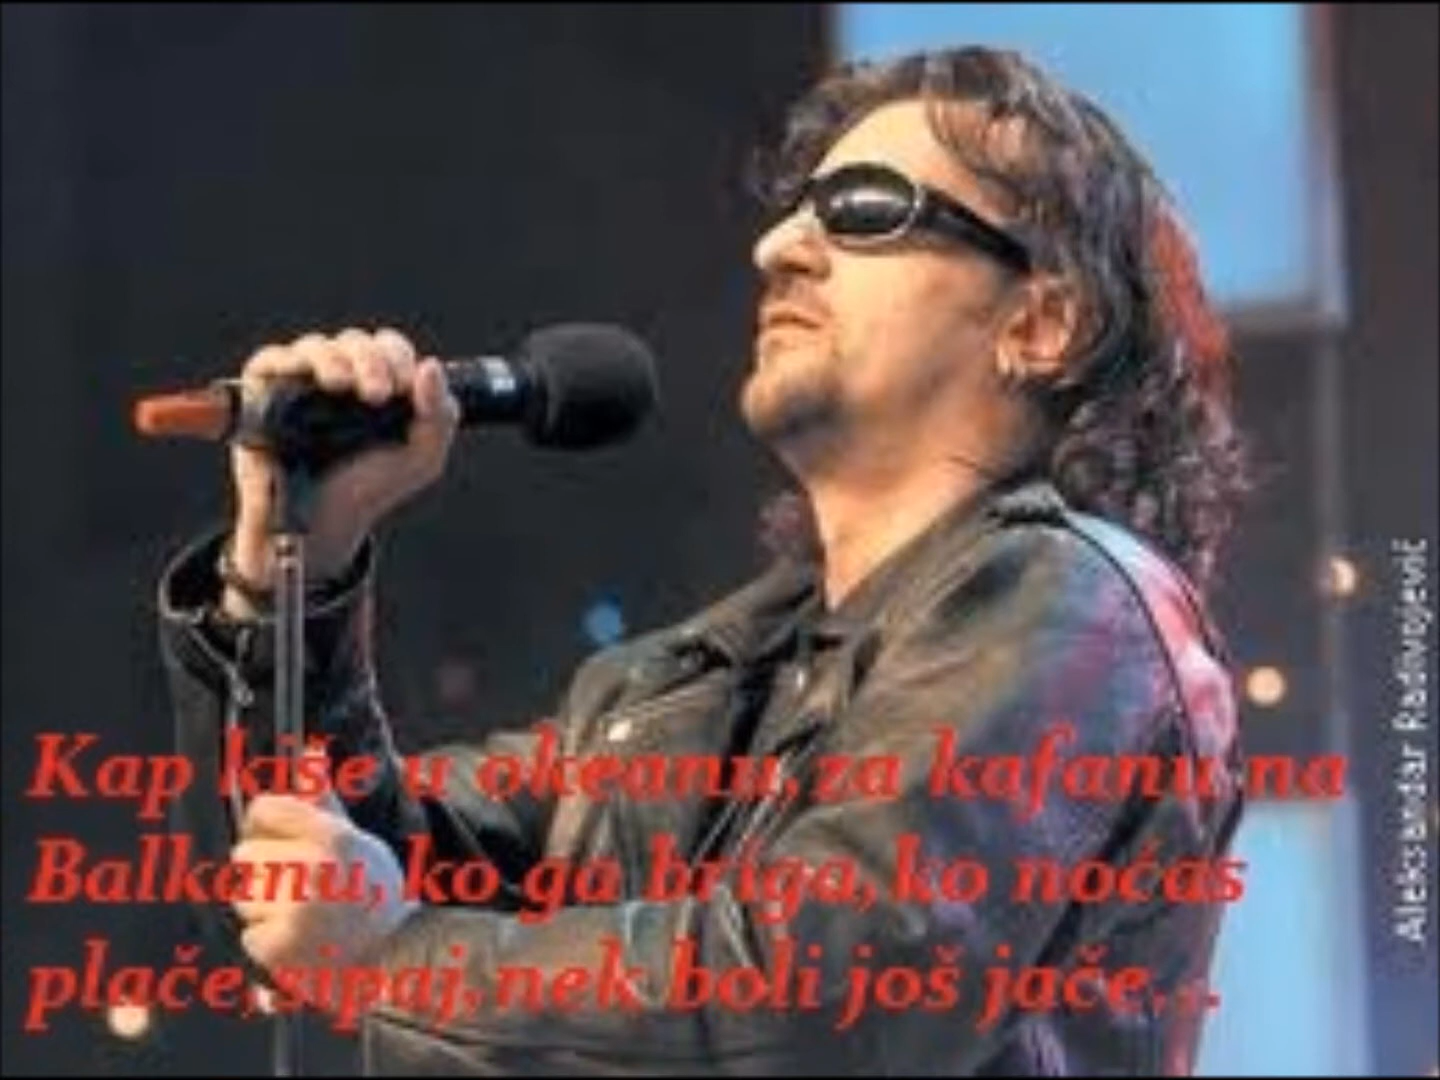 Kap kiše u okeanu,za kafanu na
Balkanu,ko ga briga,ko noćas
plače,sipaj,nek boli još jače...
Aleksandar Radivojević